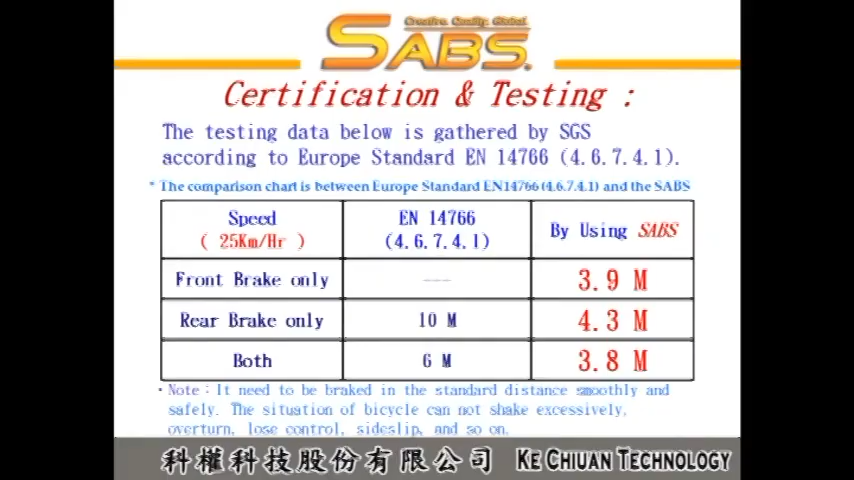 Creative. Quality. Global.
SABS.
Certification & Testing :
The testing data below is gathered by SGS
according to Europe Standard EN 14766 (4.6.7.4.1).
* The comparison chart is between Europe Standard EN14766 (4.6.7.4.1) and the SABS
Speed
( 25Km/Hr )
EN 14766
(4.6.7.4.1)
By Using SABS
Front Brake only --- 3.9 M
Rear Brake only 10 M 4.3 M
Both 6 M 3.8 M
·Note：It need to be braked in the standard distance smoothly and
safely. The situation of bicycle can not shake excessively,
overturn, lose control, sideslip, and so on.
科權科技股份有限公司 KE CHIUAN TECHNOLOGY